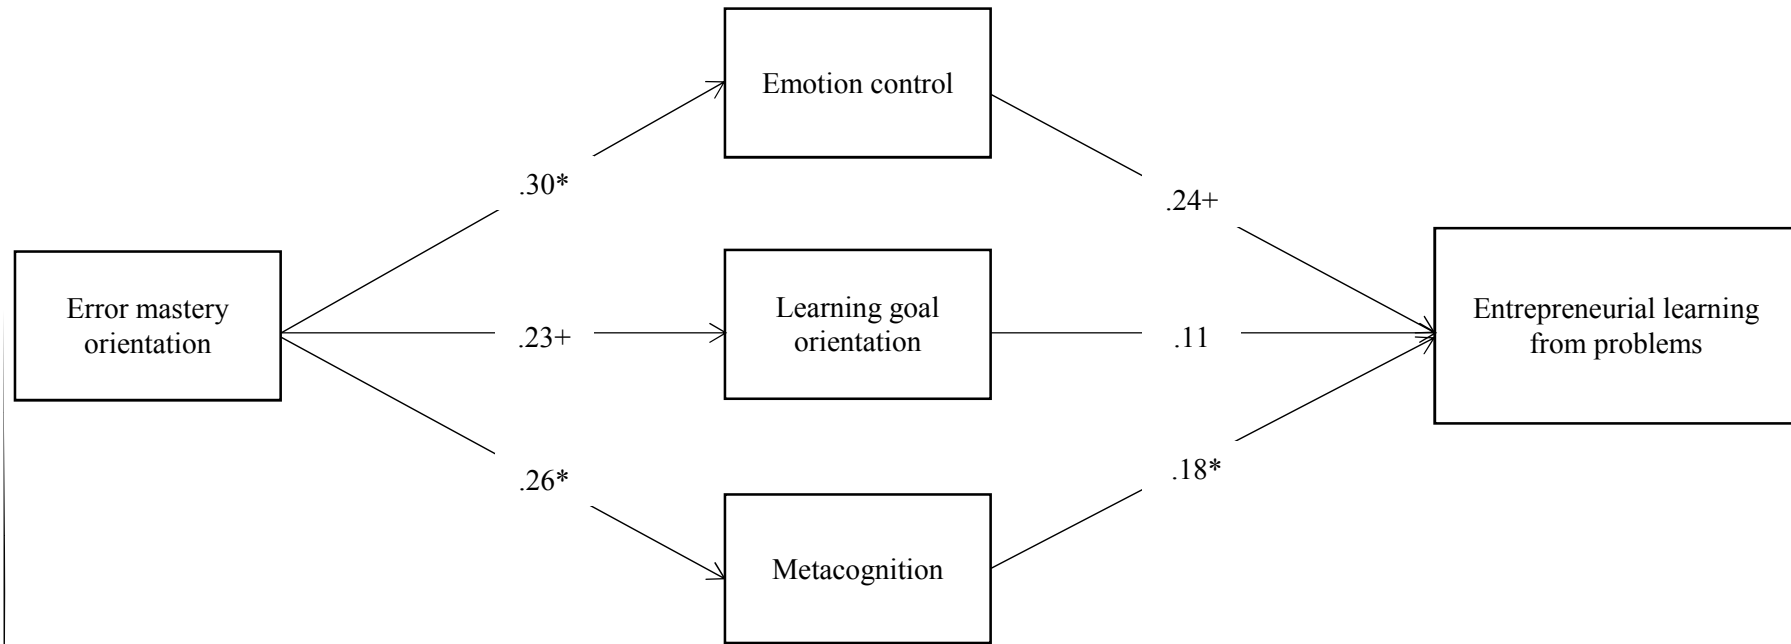 Emotion control
.30*
.24+
Error mastery
orientation
.23+
Learning goal
orientation
.11
Entrepreneurial learning
from problems
.26*
.18*
Metacognition